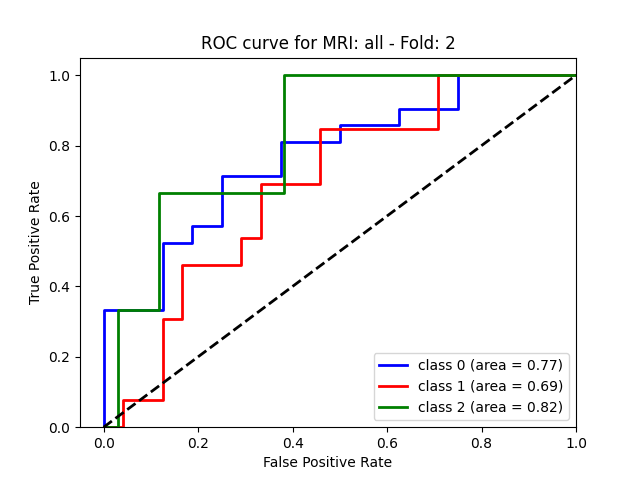 ROC curve for MRI: all - Fold: 2
1.0
0.8
0.6
0.4
0.2
0.0
True Positive Rate
class 0 (area = 0.77)
class 1 (area = 0.69)
class 2 (area = 0.82)
0.0 0.2 0.4 0.6 0.8 1.0
False Positive Rate